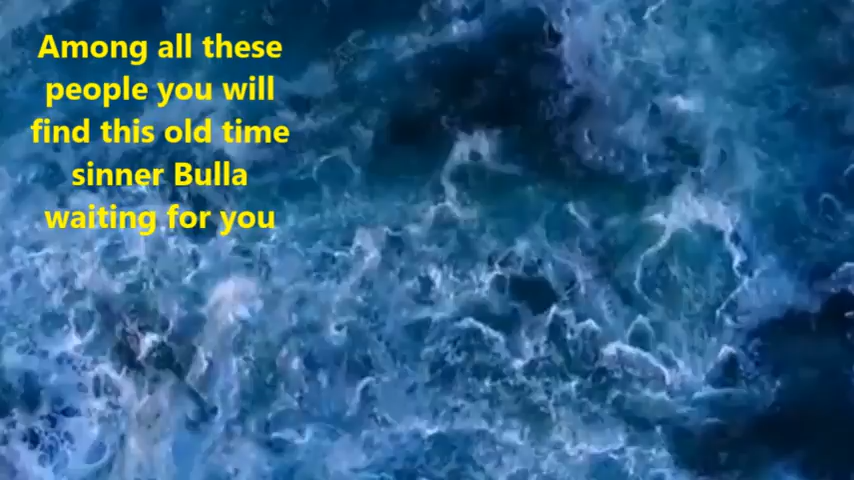 Among all these
people you will
find this old time
sinner Bulla
waiting for you